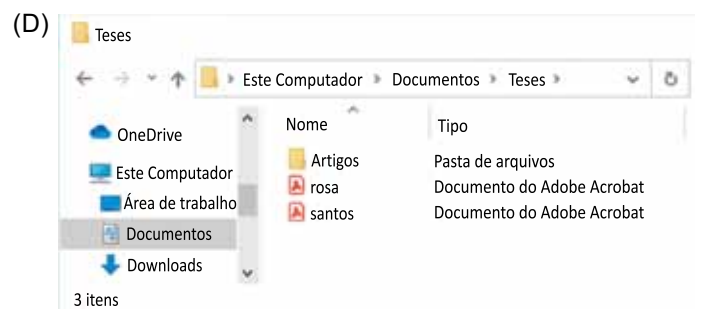 (D)
Teses
Este Computador Documentos Teses
OneDrive
Este Computador
Área de trabalho
Documentos
Downloads
Nome Tipo
Artigos Pasta de arquivos
rosa Documento do Adobe Acrobat
santos Documento do Adobe Acrobat
3 itens